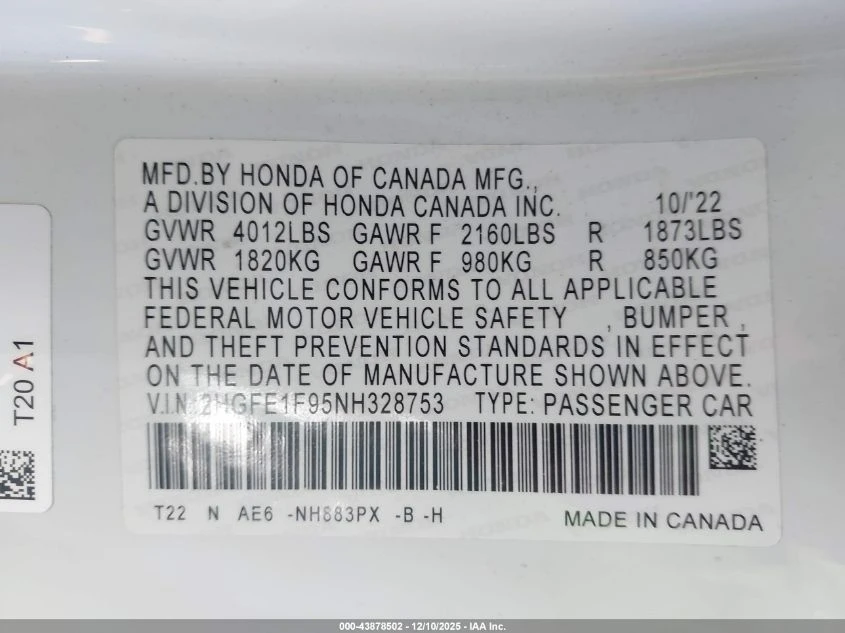 MFD.BY HONDA OF CANADA MFG.,
A DIVISION OF HONDA CANADA INC. 10/'22
GVWR 4012LBS GAWR F 2160LBS R 1873LBS
GVWR 1820KG GAWR F 980KG R 850KG
THIS VEHICLE CONFORMS TO ALL APPLICABLE
FEDERAL MOTOR VEHICLE SAFETY , BUMPER ,
AND THEFT PREVENTION STANDARDS IN EFFECT
ON THE DATE OF MANUFACTURE SHOWN ABOVE.
V.I.N. 2HGFE1F95NH328753 TYPE: PASSENGER CAR
T22 N AE6 -NH883PX -B -H MADE IN CANADA
T20 A1
000-43878502 - 12/10/2025 - IAA Inc.